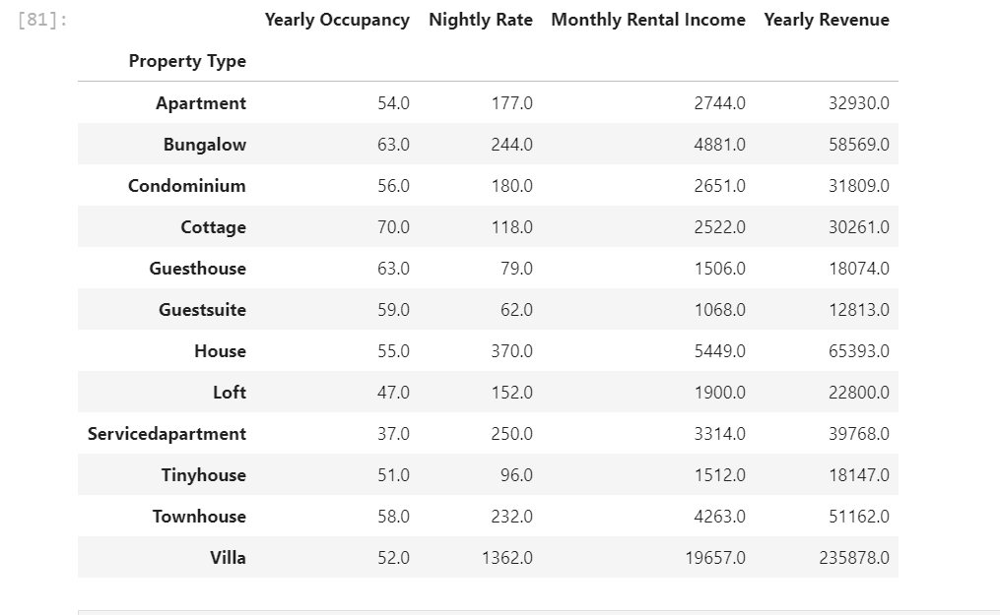 [81]: Yearly Occupancy Nightly Rate Monthly Rental Income Yearly Revenue
Property Type
Apartment 54.0 177.0 2744.0 32930.0
Bungalow 63.0 244.0 4881.0 58569.0
Condominium 56.0 180.0 2651.0 31809.0
Cottage 70.0 118.0 2522.0 30261.0
Guesthouse 63.0 79.0 1506.0 18074.0
Guestsuite 59.0 62.0 1068.0 12813.0
House 55.0 370.0 5449.0 65393.0
Loft 47.0 152.0 1900.0 22800.0
Servicedapartment 37.0 250.0 3314.0 39768.0
Tinyhouse 51.0 96.0 1512.0 18147.0
Townhouse 58.0 232.0 4263.0 51162.0
Villa 52.0 1362.0 19657.0 235878.0